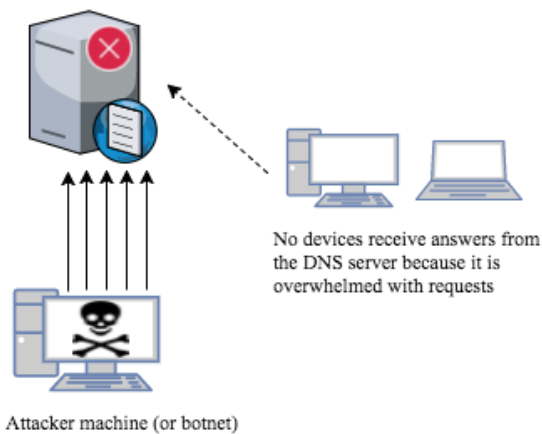 No devices receive answers from
the DNS server because it is
overwhelmed with requests
Attacker machine (or botnet)